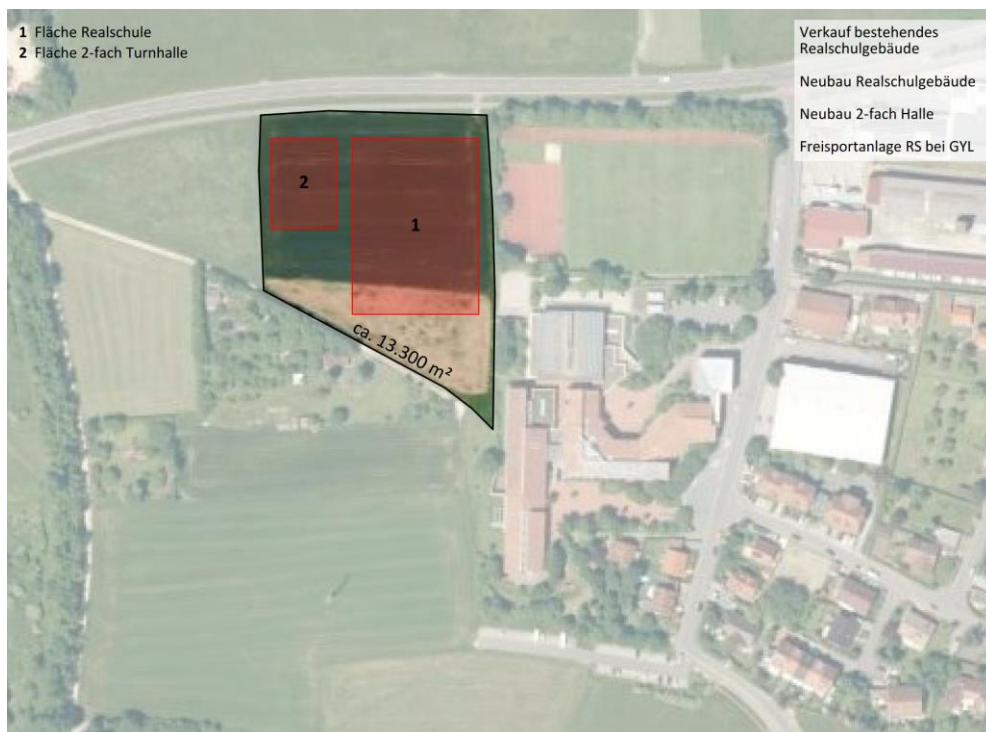 1 Fläche Realschule
2 Fläche 2-fach Turnhalle
Verkauf bestehendes
Realschulgebäude
Neubau Realschulgebäude
Neubau 2-fach Halle
Freisportanlage RS bei GYL
2
1
ca. 13.300 m²